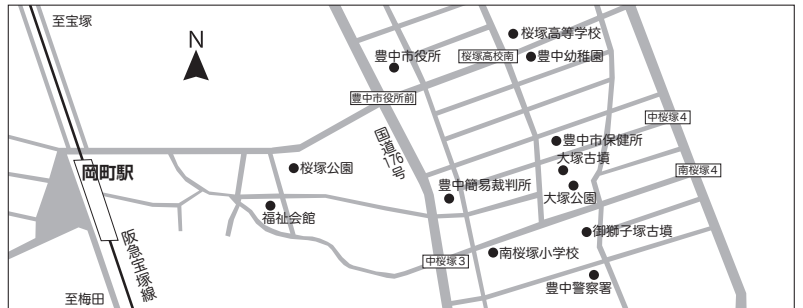 至宝塚
N
桜塚高等学校
豊中市役所
桜塚高校南
豊中幼稚園
豊中市役所前
中桜塚4
国道176号
豊中市保健所
大塚古墳
岡町駅
桜塚公園
南桜塚4
豊中簡易裁判所
大塚公園
福祉会館
御獅子塚古墳
阪急宝塚線
南桜塚小学校
中桜塚3
豊中警察署
至梅田